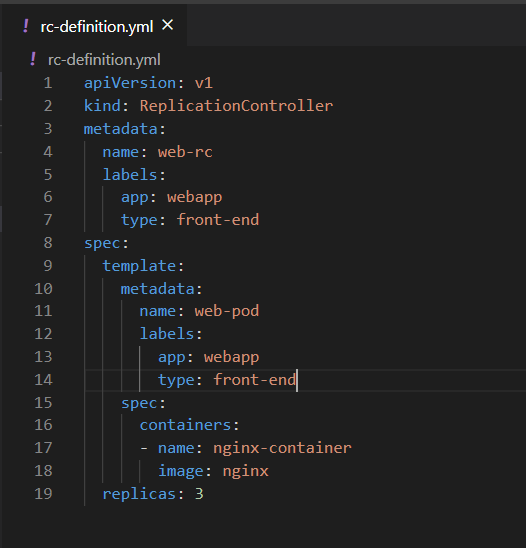 ! rc-definition.yml ×
! rc-definition.yml
1 apiVersion: v1
2 kind: ReplicationController
3 metadata:
4   name: web-rc
5   labels:
6     app: webapp
7     type: front-end
8 spec:
9   template:
10     metadata:
11       name: web-pod
12       labels:
13         app: webapp
14         type: front-end
15     spec:
16       containers:
17       - name: nginx-container
18         image: nginx
19   replicas: 3